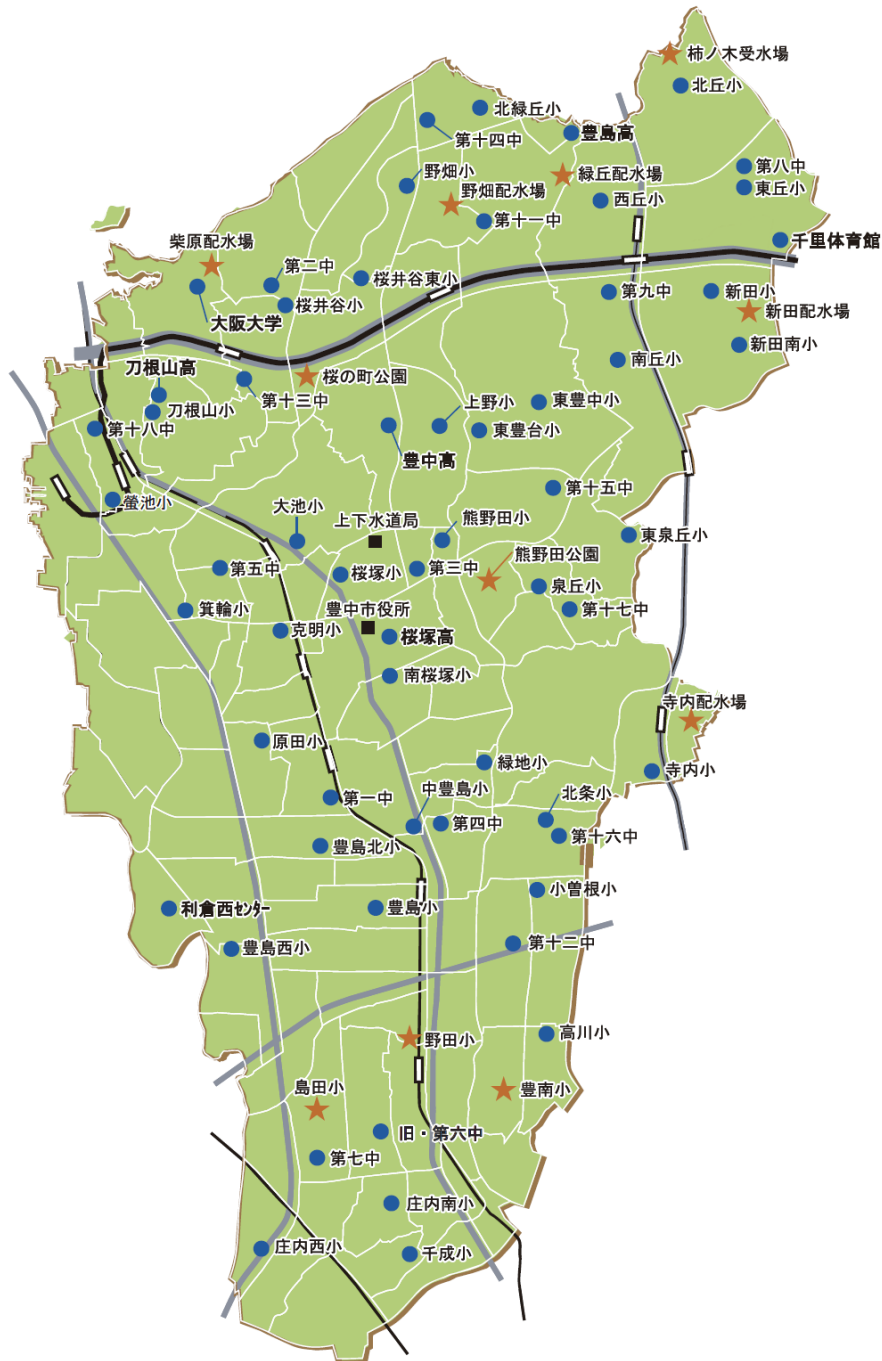 柿ノ木受水場
北丘小
北緑丘小
第十四中
豊島高
第八中
野畑小
緑丘配水場
東丘小
野畑配水場
西丘小
第十一中
千里体育館
柴原配水場
第二中
桜井谷東小
第九中
新田小
桜井谷小
新田配水場
大阪大学
新田南小
南丘小
刀根山高
桜の町公園
第十三中
東豊中小
刀根山小
上野小
東豊台小
第十八中
豊中高
第十五中
螢池小
大池小
上下水道局
熊野田小
東泉丘小
熊野田公園
第五中
桜塚小
第三中
泉丘小
箕輪小
豊中市役所
第十七中
克明小
桜塚高
南桜塚小
寺内配水場
原田小
緑地小
寺内小
第一中
中豊島小
北条小
第四中
第十六中
豊島北小
小曽根小
利倉西センター
豊島小
豊島西小
第十二中
高川小
野田小
島田小
豊南小
旧・第六中
第七中
庄内南小
庄内西小
千成小